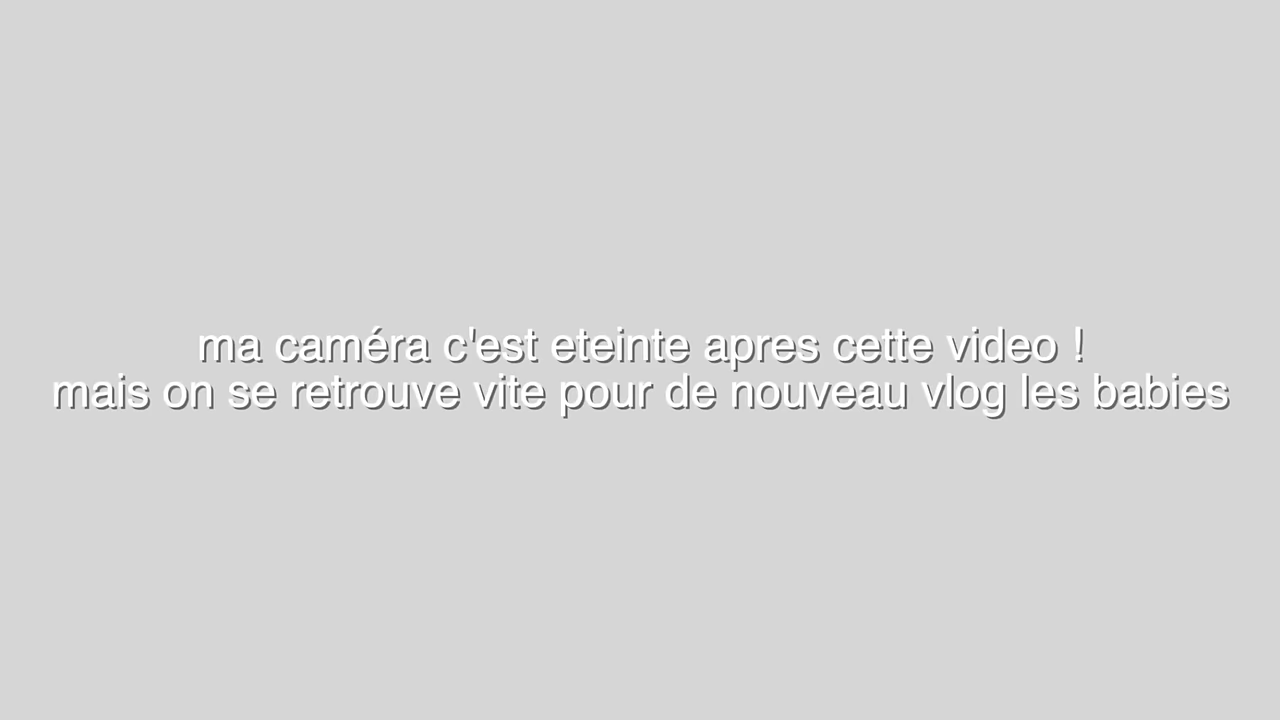 ma caméra c'est eteinte apres cette video !
mais on se retrouve vite pour de nouveau vlog les babies